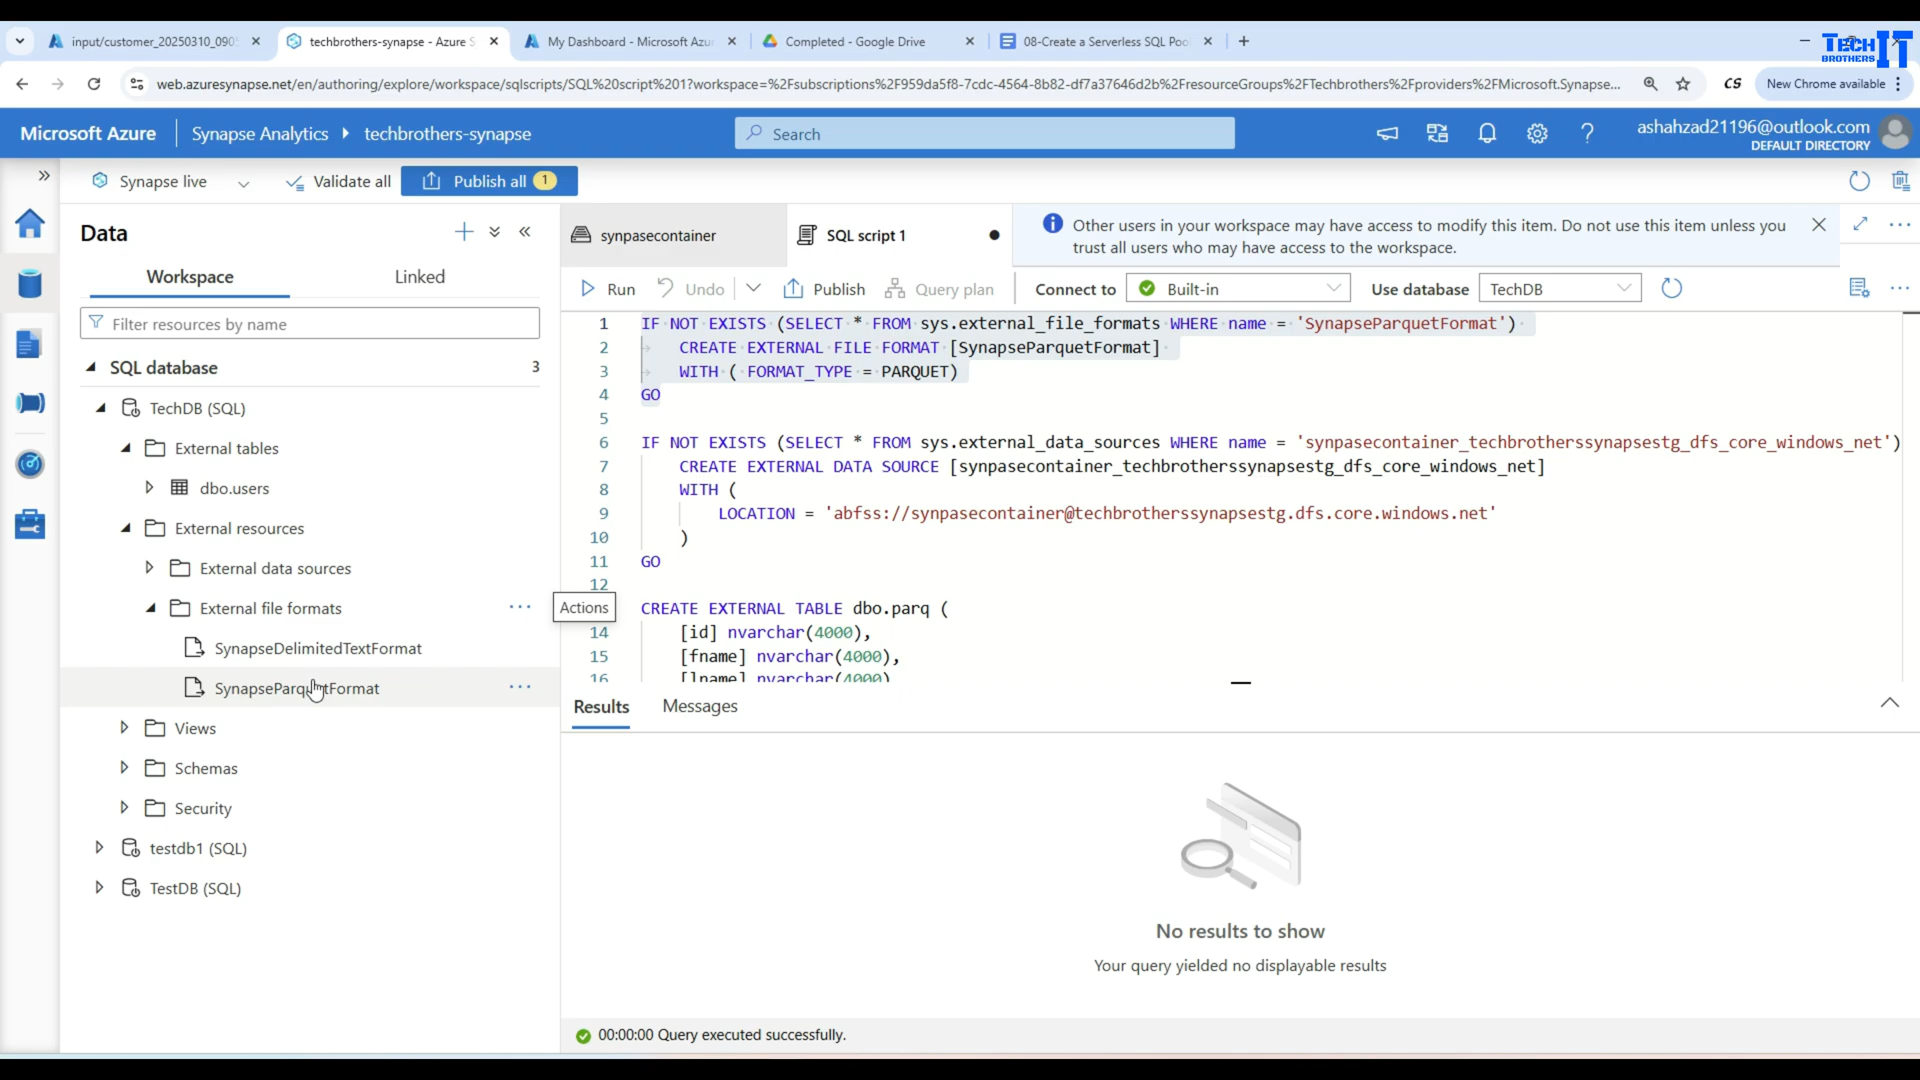 input/customer_20250310_090
techbrothers-synapse - Azure S
My Dashboard - Microsoft Azu
Completed - Google Drive
08-Create a Serverless SQL Poo
TECH IT
BROTHERS
web.azuresynapse.net/en/authoring/explore/workspace/sqlscripts/SQL%20script%201?workspace=%2Fsubscriptions%2F959da5f8-7cdc-4564-8b82-df7a37646d2b%2FresourceGroups%2FTechbrothers%2Fproviders%2FMicrosoft.Synapse...
CS
New Chrome available
Microsoft Azure
Synapse Analytics
techbrothers-synapse
Search
ashahzad21196@outlook.com
DEFAULT DIRECTORY
Synapse live
Validate all
Publish all 1
Data
Workspace
Linked
Filter resources by name
SQL database 3
TechDB (SQL)
External tables
dbo.users
External resources
External data sources
External file formats
SynapseDelimitedTextFormat
SynapseParquetFormat
Views
Schemas
Security
testdb1 (SQL)
TestDB (SQL)
Actions
synpasecontainer
SQL script 1
Other users in your workspace may have access to modify this item. Do not use this item unless you
trust all users who may have access to the workspace.
Run
Undo
Publish
Query plan
Connect to
Built-in
Use database
TechDB
1 IF NOT EXISTS (SELECT * FROM sys.external_file_formats WHERE name = 'SynapseParquetFormat')
2 CREATE EXTERNAL FILE FORMAT [SynapseParquetFormat]
3 WITH ( FORMAT_TYPE = PARQUET)
4 GO
5
6 IF NOT EXISTS (SELECT * FROM sys.external_data_sources WHERE name = 'synpasecontainer_techbrotherssynapsestg_dfs_core_windows_net')
7 CREATE EXTERNAL DATA SOURCE [synpasecontainer_techbrotherssynapsestg_dfs_core_windows_net]
8 WITH (
9 LOCATION = 'abfss://synpasecontainer@techbrotherssynapsestg.dfs.core.windows.net'
10 )
11 GO
12
CREATE EXTERNAL TABLE dbo.parq (
14 [id] nvarchar(4000),
15 [fname] nvarchar(4000),
16 [lname] nvarchar(4000)
Results
Messages
No results to show
Your query yielded no displayable results
00:00:00 Query executed successfully.